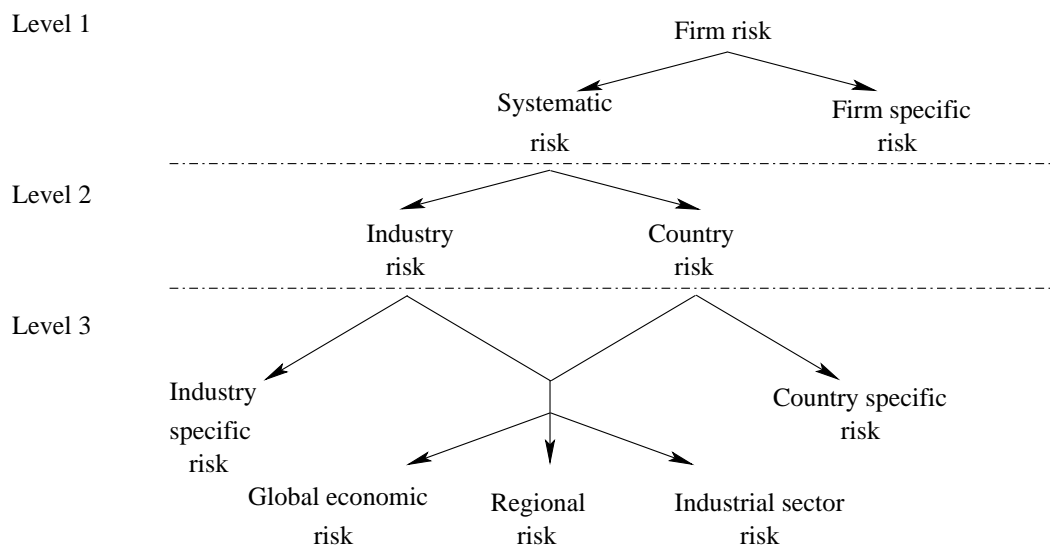 Level 1
Firm risk
Systematic
risk
Firm specific
risk
Level 2
Industry
risk
Country
risk
Level 3
Industry
specific
risk
Country specific
risk
Global economic
risk
Regional
risk
Industrial sector
risk